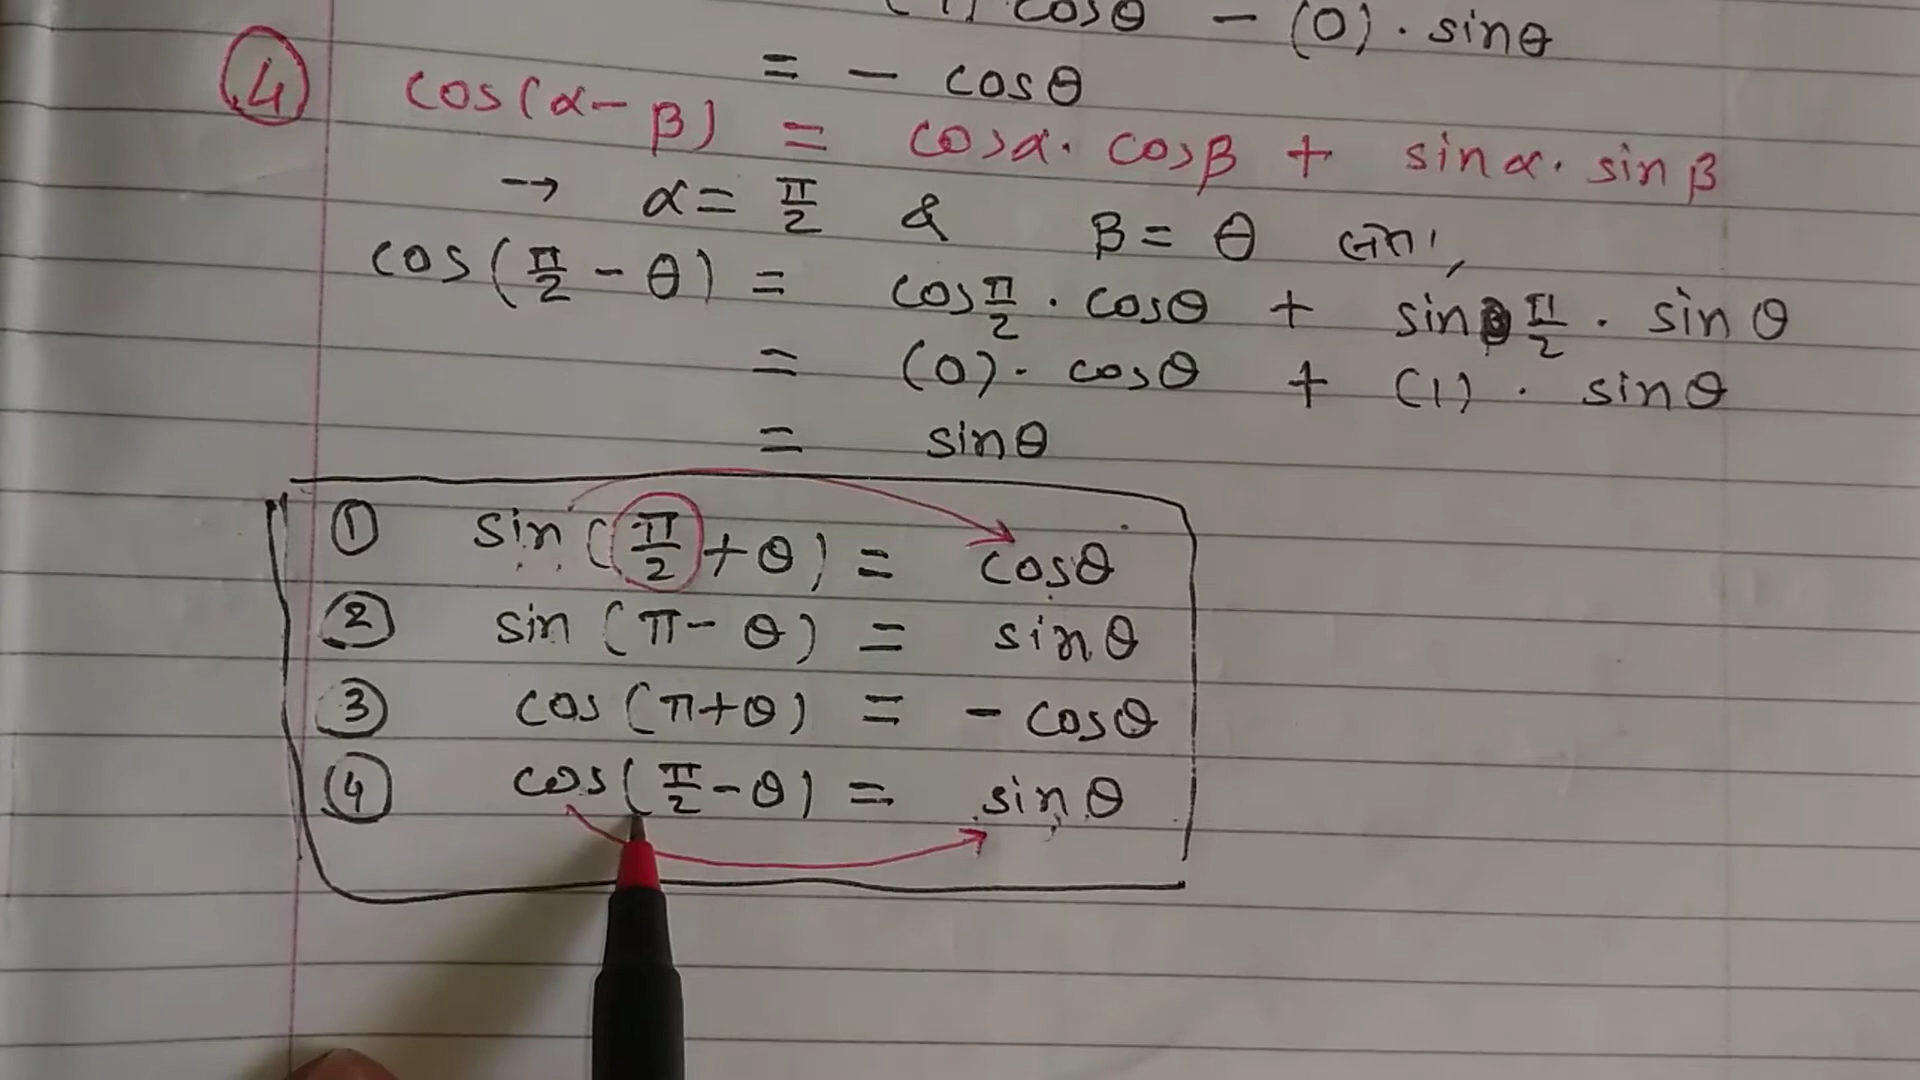 (1) cosθ - (0) . sinθ
= - cosθ
④ cos(α-β) = cosα. cosβ + sinα. sinβ
→ α = π/2 & β = θ
cos(π/2 - θ) = cos π/2 . cosθ + sin π/2 . sinθ
= (0). cosθ + (1) . sinθ
= sinθ
① sin(π/2 + θ) = cosθ
② sin(π - θ) = sinθ
③ cos(π + θ) = - cosθ
④ cos(π/2 - θ) = sinθ